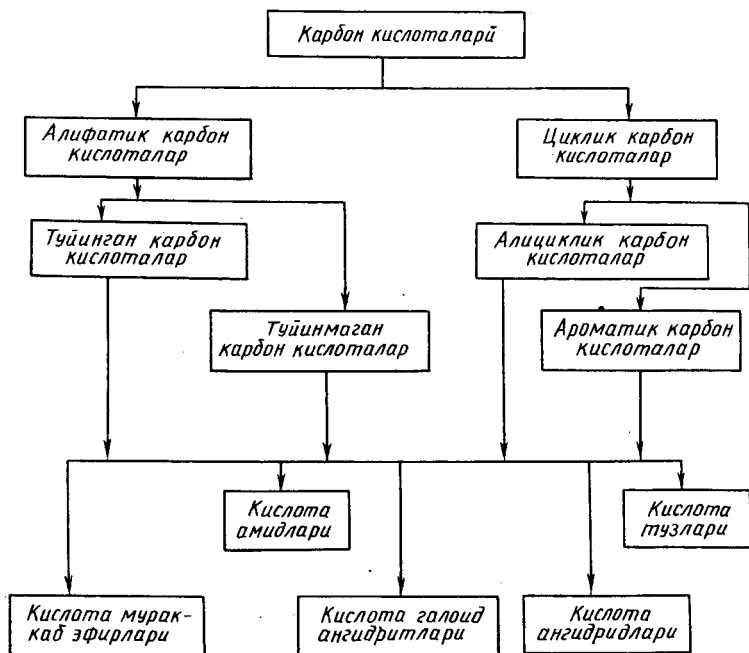 Карбон кислоталарй
Алифатик карбон
кислоталар
Циклик карбон
кислоталар
Туйинган карбон
кислоталар
Алициклик карбон
кислоталар
Туйинмаган
карбон кислоталар
Ароматик карбон
кислоталар
Кислота
амидлари
Кислота
тузлари
Кислота мурак-
каб эфирлари
Кислота галоид
ангидритлари
Кислота
ангидридлари